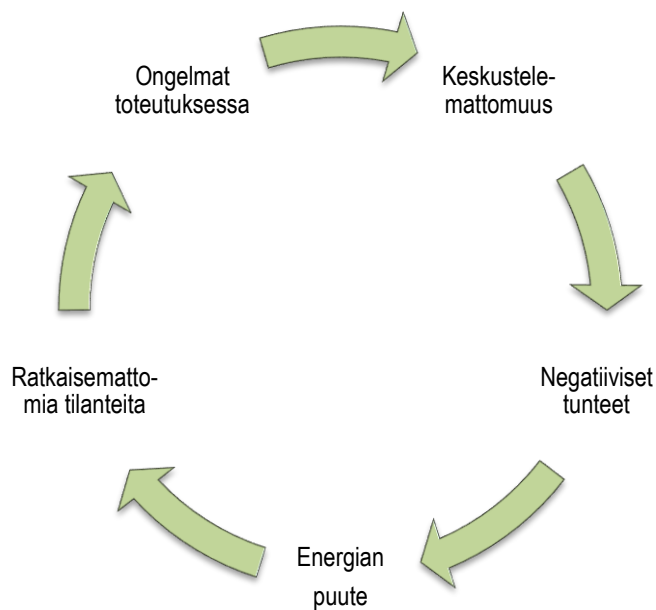 Ongelmat
toteutuksessa
Keskustele-
mattomuus
Negatiiviset
tunteet
Energian
puute
Ratkaisematto-
mia tilanteita